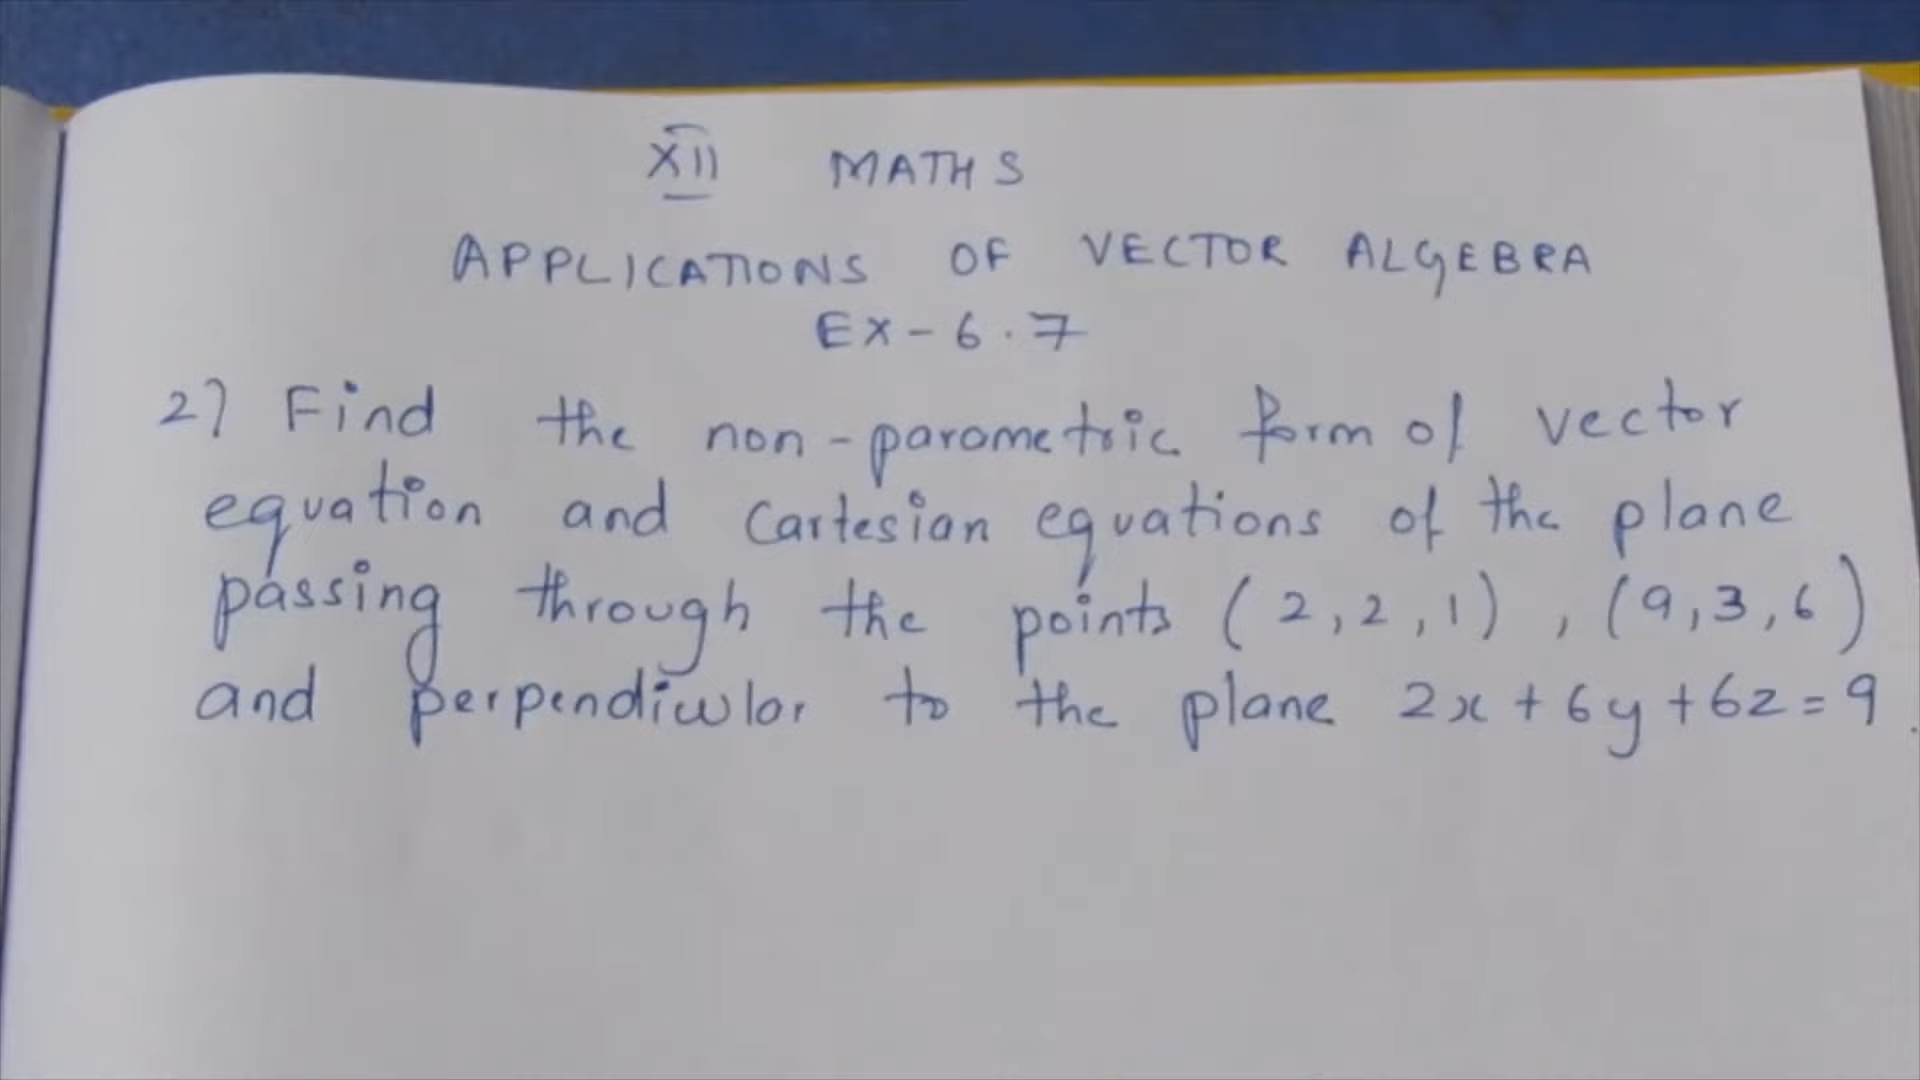 XII MATHS
APPLICATIONS OF VECTOR ALGEBRA
EX-6.7
2) Find the non-parametric form of vector
equation and Cartesian equations of the plane
passing through the points (2,2,1), (9,3,6)
and perpendicular to the plane 2x+6y+6z=9.